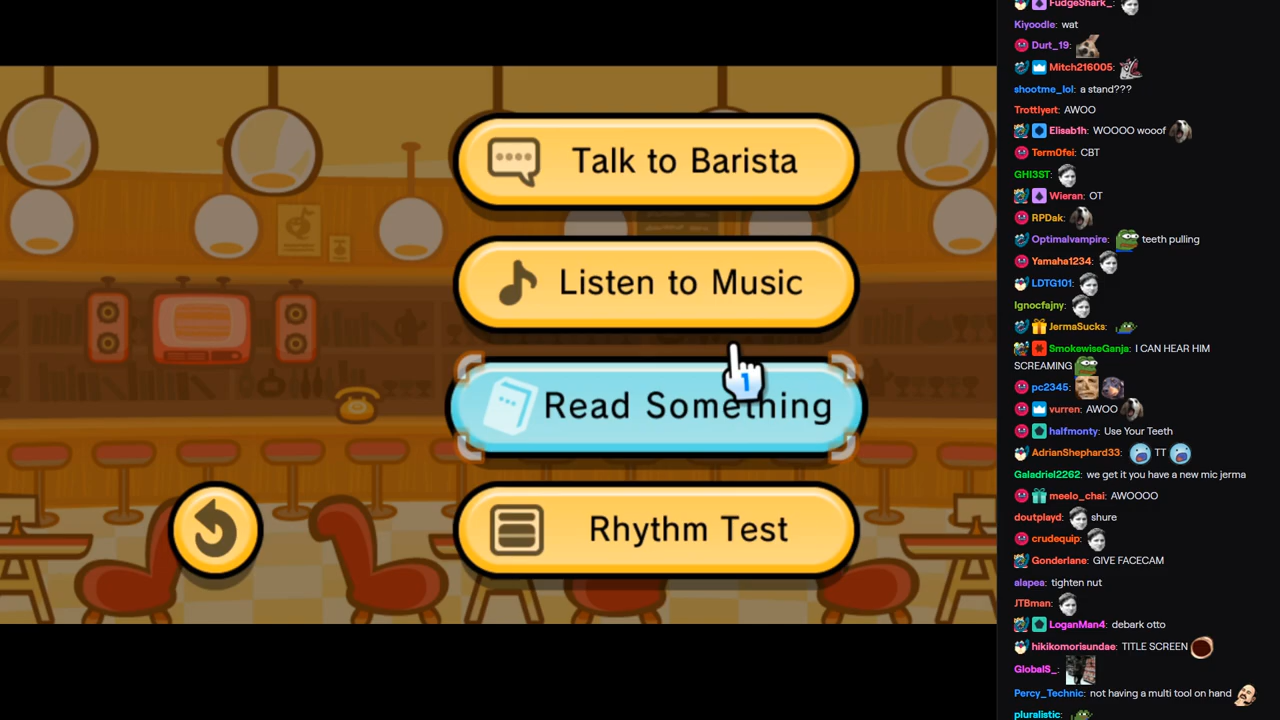 Talk to Barista
Listen to Music
1
Read Something
Rhythm Test
FudgeShark_:
Kiyoodle: wat
Durt_19:
Mitch216005:
shootme_lol: a stand???
Trottlyert: AWOO
Elisab1h: WOOOO wooof
Term0fei: CBT
GHI3ST:
Wieran: OT
RPDak:
Optimalvampire: teeth pulling
Yamaha1234:
LDTG101:
Ignocfajny:
JermaSucks:
SmokewiseGanja: I CAN HEAR HIM
SCREAMING
pc2345:
vurren: AWOO
halfmonty: Use Your Teeth
AdrianShephard33: TT
Galadriel2262: we get it you have a new mic jerma
meelo_chai: AWOOOO
doutplayd: shure
crudequip:
Gonderlane: GIVE FACECAM
alapea: tighten nut
JTBman:
LoganMan4: debark otto
hikikomorisundae: TITLE SCREEN
GlobalS_:
Percy_Technic: not having a multi tool on hand
pluralistic: